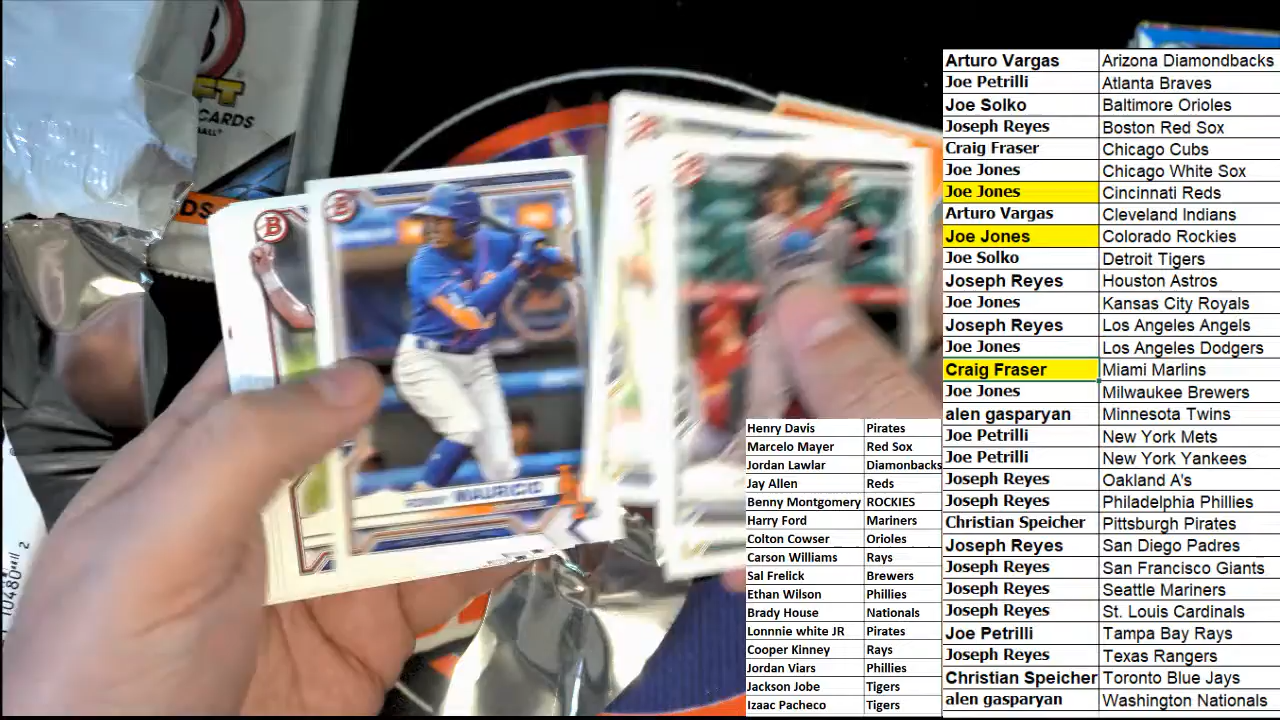 B
FT
CARDS
BALL
DS
B
B
MAURICIO
10480
2
Henry Davis Pirates
Marcelo Mayer Red Sox
Jordan Lawlar Diamonbacks
Jay Allen Reds
Benny Montgomery ROCKIES
Harry Ford Mariners
Colton Cowser Orioles
Carson Williams Rays
Sal Frelick Brewers
Ethan Wilson Phillies
Brady House Nationals
Lonnnie white JR Pirates
Cooper Kinney Rays
Jordan Viars Phillies
Jackson Jobe Tigers
Izaac Pacheco Tigers
Arturo Vargas Arizona Diamondbacks
Joe Petrilli Atlanta Braves
Joe Solko Baltimore Orioles
Joseph Reyes Boston Red Sox
Craig Fraser Chicago Cubs
Joe Jones Chicago White Sox
Joe Jones Cincinnati Reds
Arturo Vargas Cleveland Indians
Joe Jones Colorado Rockies
Joe Solko Detroit Tigers
Joseph Reyes Houston Astros
Joe Jones Kansas City Royals
Joseph Reyes Los Angeles Angels
Joe Jones Los Angeles Dodgers
Craig Fraser Miami Marlins
Joe Jones Milwaukee Brewers
alen gasparyan Minnesota Twins
Joe Petrilli New York Mets
Joe Petrilli New York Yankees
Joseph Reyes Oakland A's
Joseph Reyes Philadelphia Phillies
Christian Speicher Pittsburgh Pirates
Joseph Reyes San Diego Padres
Joseph Reyes San Francisco Giants
Joseph Reyes Seattle Mariners
Joseph Reyes St. Louis Cardinals
Joe Petrilli Tampa Bay Rays
Joseph Reyes Texas Rangers
Christian Speicher Toronto Blue Jays
alen gasparyan Washington Nationals